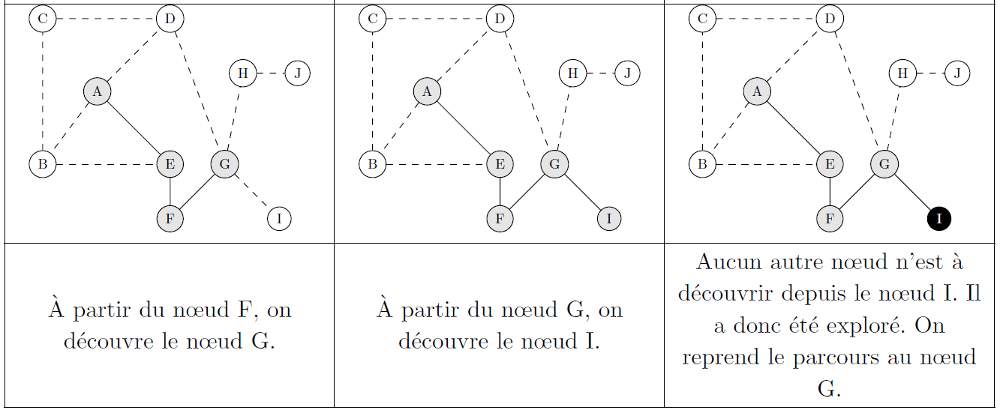 C D
H J
A
B E G
F I
À partir du nœud F, on
découvre le nœud G.
C D
H J
A
B E G
F I
À partir du nœud G, on
découvre le nœud I.
C D
H J
A
B E G
F I
Aucun autre nœud n'est à
découvrir depuis le nœud I. Il
a donc été exploré. On
reprend le parcours au nœud
G.